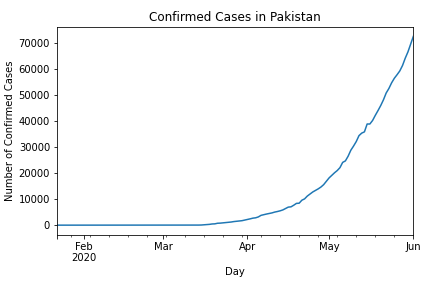 Confirmed Cases in Pakistan
Number of Confirmed Cases
70000
60000
50000
40000
30000
20000
10000
0
Feb
2020
Mar
Apr
May
Jun
Day